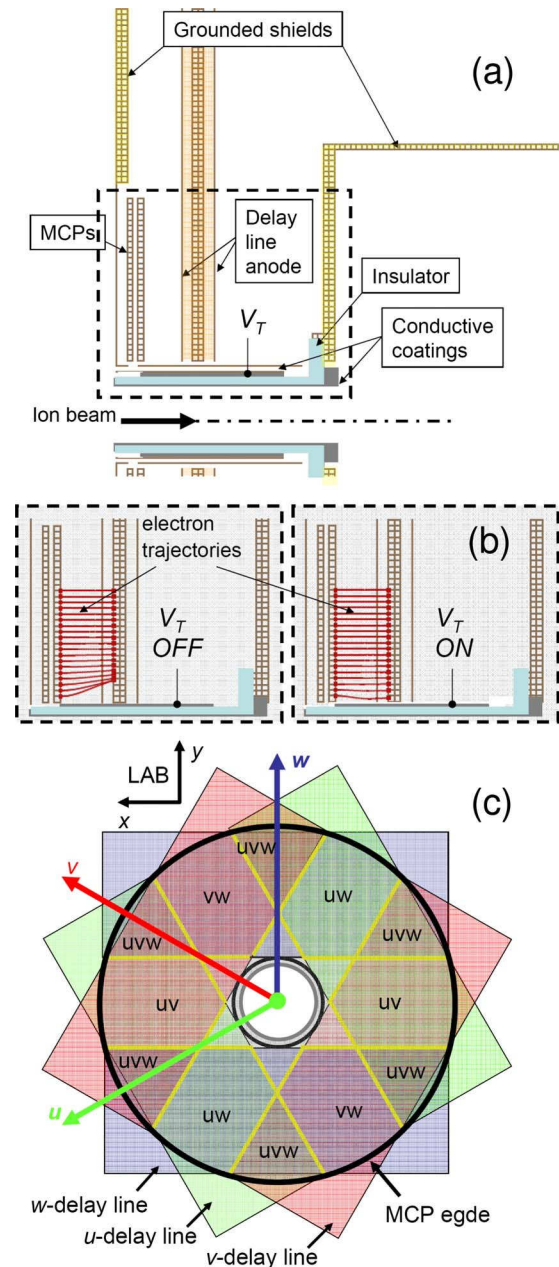 Grounded shields
(a)
MCPs
Delay
line
anode
Insulator
V_T
Conductive
coatings
Ion beam
electron
trajectories
V_T
OFF
(b)
V_T
ON
LAB
y
x
w
(c)
v
uvw
vw
uw
uvw
uvw
uv
uv
uvw
uvw
u
uw
vw
uvw
w-delay line
u-delay line
v-delay line
MCP egde